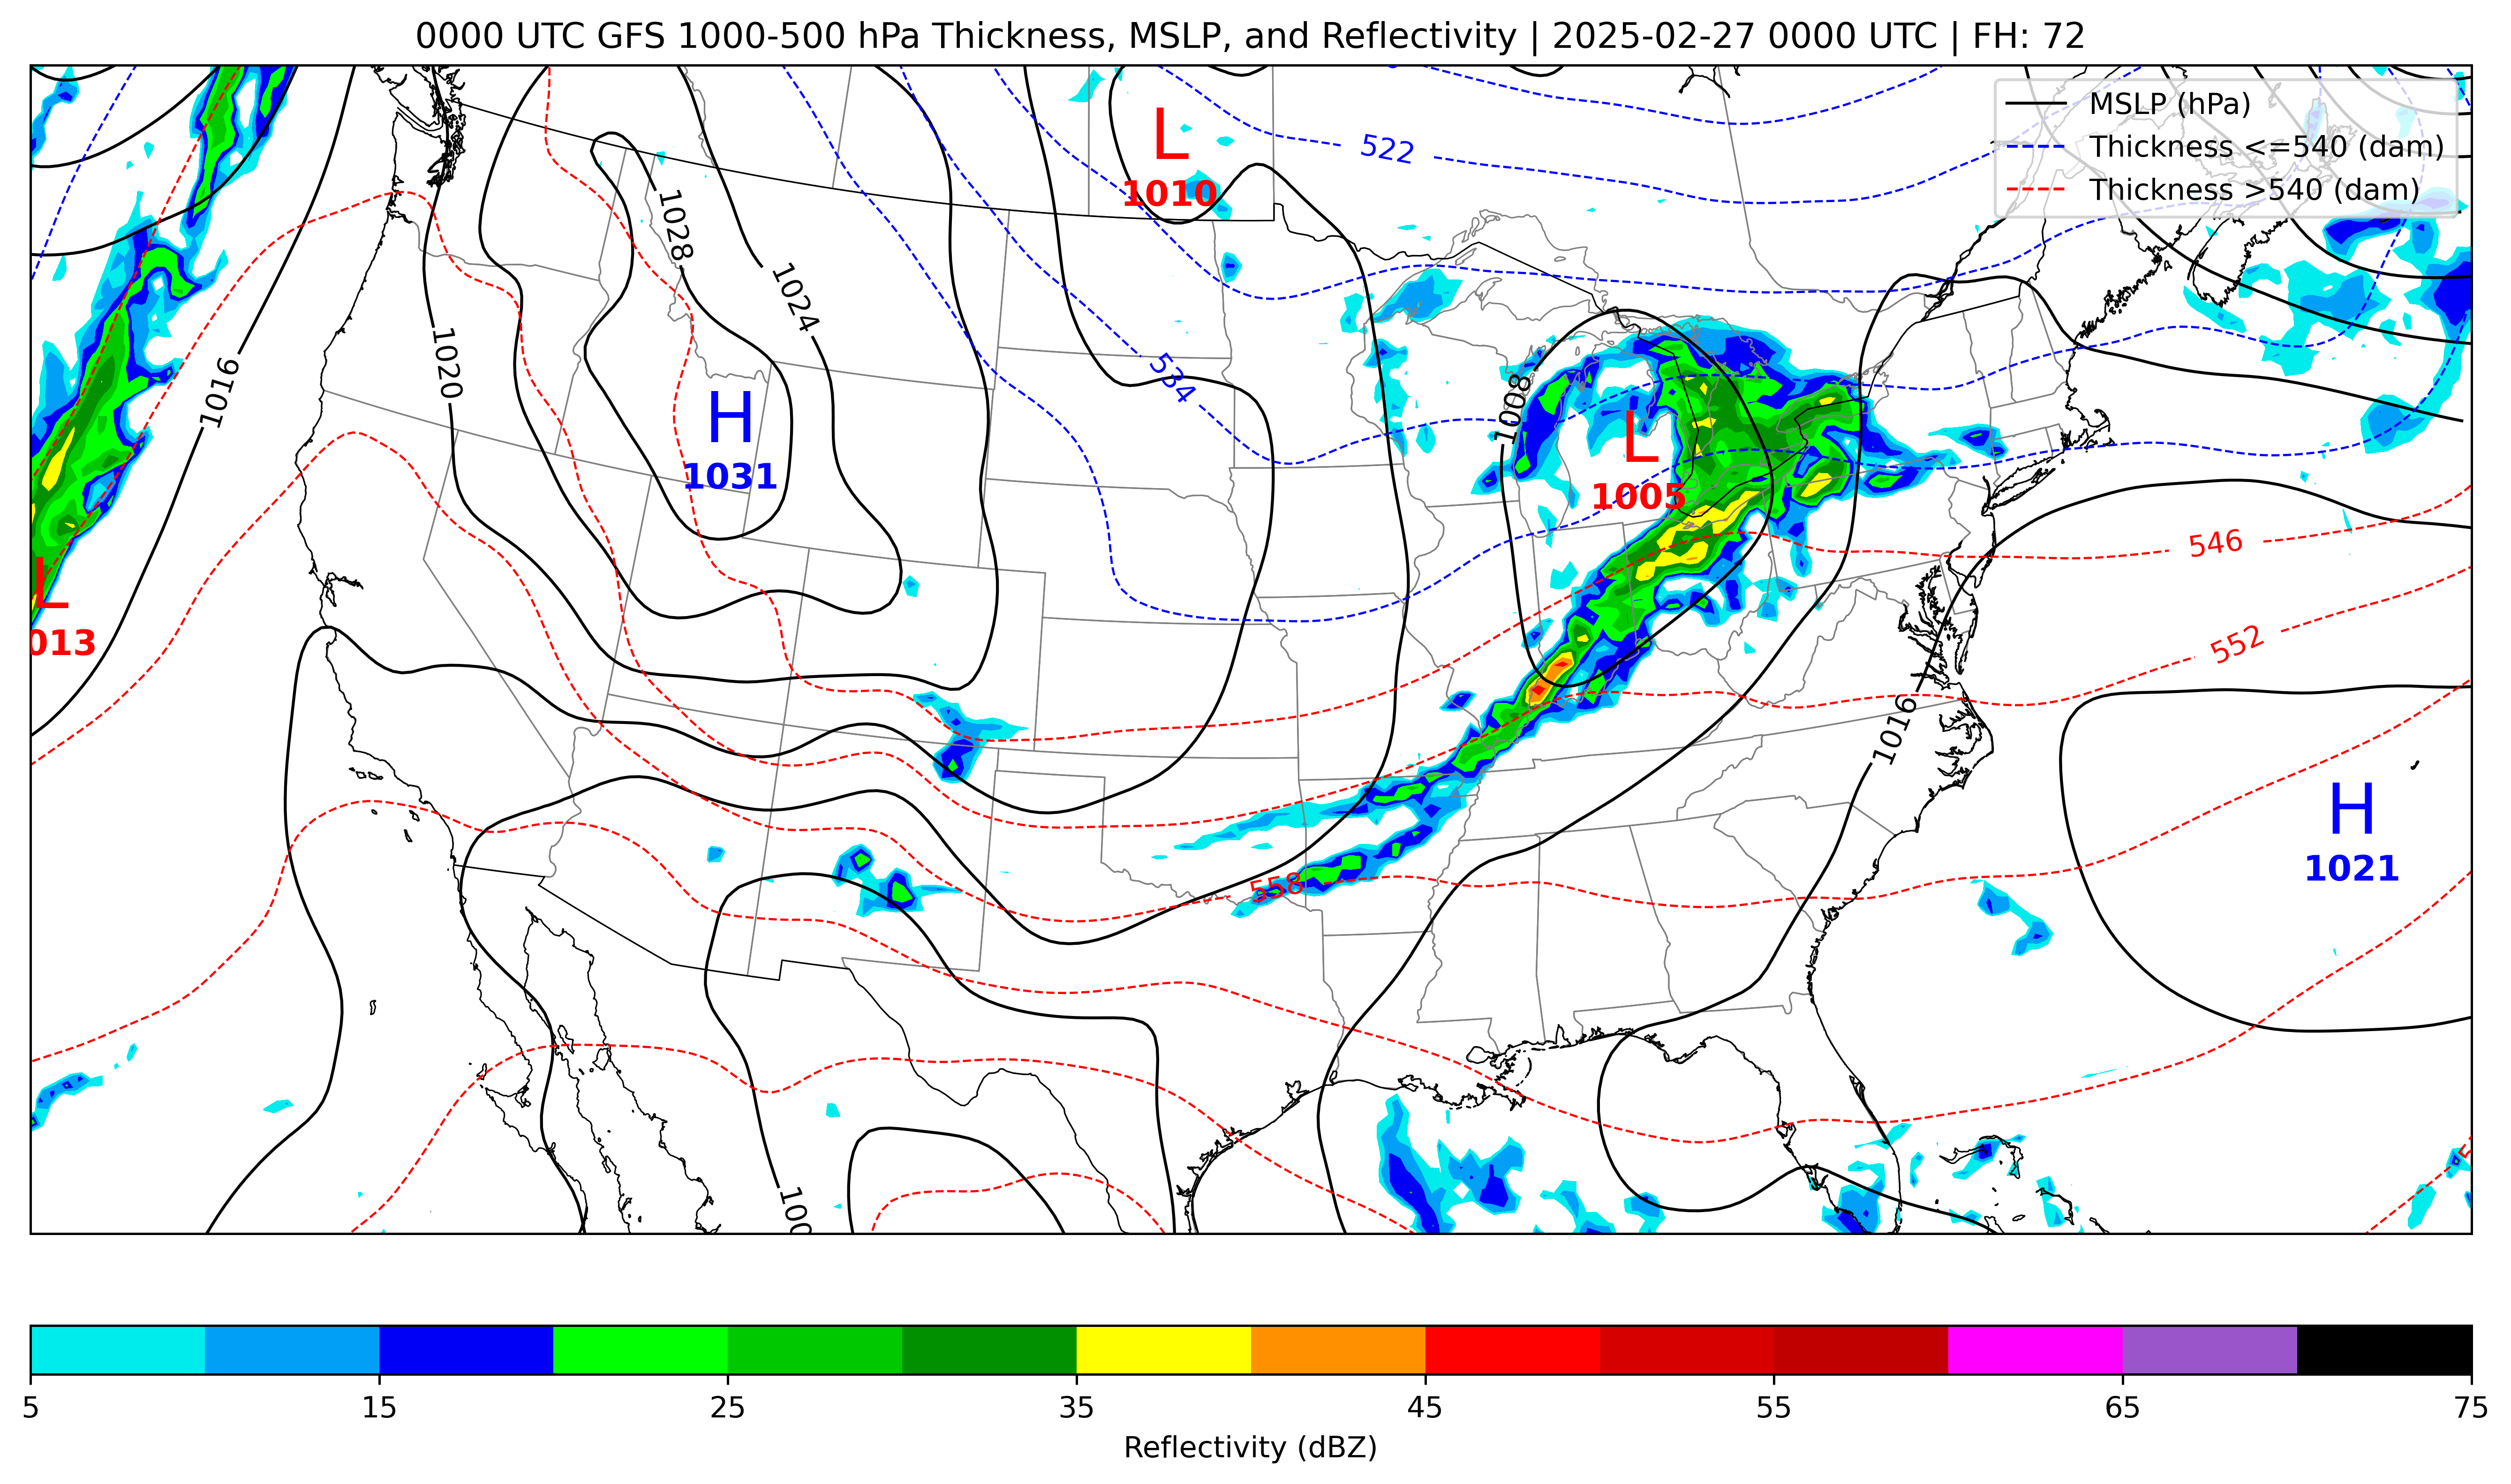 0000 UTC GFS 1000-500 hPa Thickness, MSLP, and Reflectivity | 2025-02-27 0000 UTC | FH: 72
MSLP (hPa)
Thickness <=540 (dam)
Thickness >540 (dam)
L
1010
522
1028
1024
1020
1016
534
1008
H
1031
L
1005
546
L
013
552
1016
H
1021
558
100
5
15
25
35
45
55
65
75
Reflectivity (dBZ)